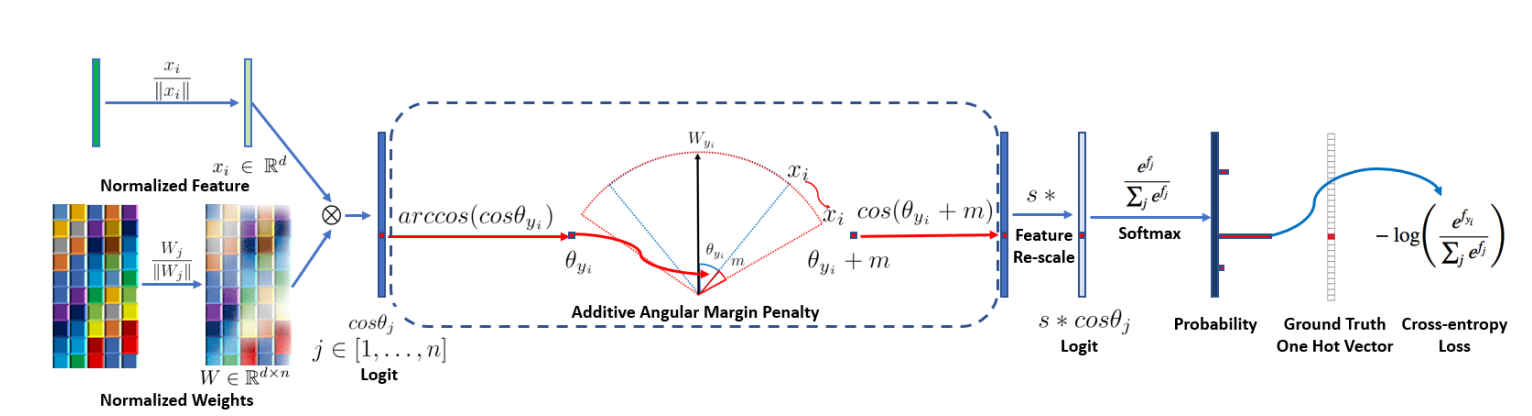 x_i / ‖x_i‖
x_i ∈ ℝ^d
Normalized Feature
W_j / ‖W_j‖
W ∈ ℝ^{d×n}
Normalized Weights
⊗
cosθ_j
j ∈ [1, …, n]
Logit
arccos(cosθ_{y_i})
θ_{y_i}
W_{y_i}
x_i
x_i
θ_{y_i}
m
cos(θ_{y_i} + m)
θ_{y_i} + m
Additive Angular Margin Penalty
s *
Feature
Re-scale
s * cosθ_j
Logit
e^{f_j} / ∑_j e^{f_j}
Softmax
Probability
Ground Truth
One Hot Vector
− log( e^{f_{y_i}} / ∑_j e^{f_j} )
Cross-entropy
Loss